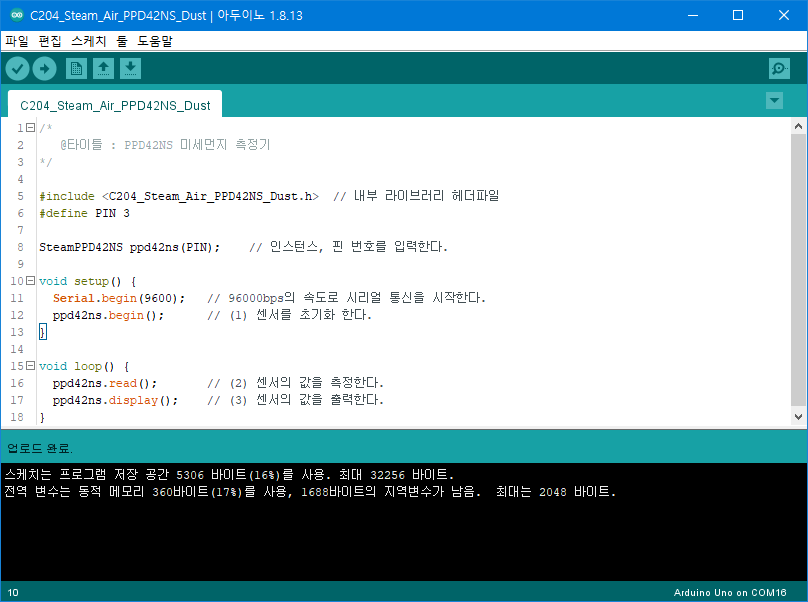 C204_Steam_Air_PPD42NS_Dust | 아두이노 1.8.13
파일 편집 스케치 툴 도움말
C204_Steam_Air_PPD42NS_Dust
1 /*
2 @타이틀 : PPD42NS 미세먼지 측정기
3 */
4
5 #include <C204_Steam_Air_PPD42NS_Dust.h> // 내부 라이브러리 헤더파일
6 #define PIN 3
7
8 SteamPPD42NS ppd42ns(PIN); // 인스턴스, 핀 번호를 입력한다.
9
10 void setup() {
11 Serial.begin(9600); // 96000bps의 속도로 시리얼 통신을 시작한다.
12 ppd42ns.begin(); // (1) 센서를 초기화 한다.
13 }
14
15 void loop() {
16 ppd42ns.read(); // (2) 센서의 값을 측정한다.
17 ppd42ns.display(); // (3) 센서의 값을 출력한다.
18 }
업로드 완료.
스케치는 프로그램 저장 공간 5306 바이트(16%)를 사용. 최대 32256 바이트.
전역 변수는 동적 메모리 360바이트(17%)를 사용, 1688바이트의 지역변수가 남음. 최대는 2048 바이트.
10 Arduino Uno on COM16